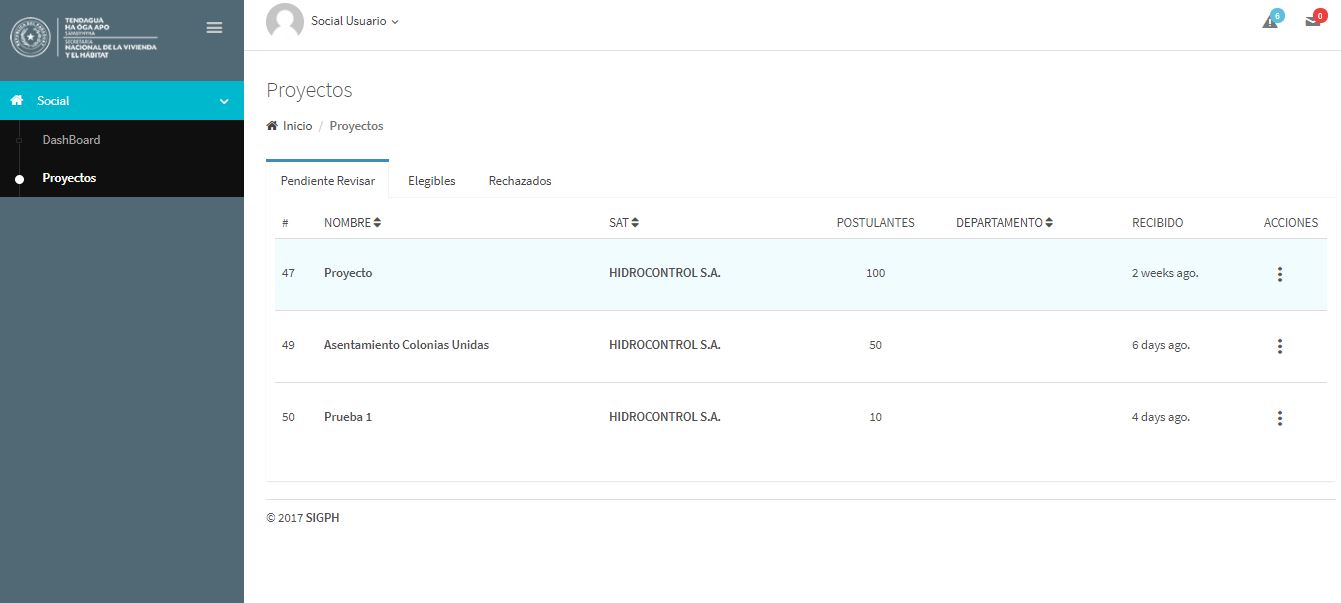 TENDAGUÁ
HA ÓGA APO
SAMBYHYHA
SECRETARÍA
NACIONAL DE LA VIVIENDA
Y EL HÁBITAT
Social Usuario
6
0
Social
DashBoard
Proyectos
Proyectos
Inicio / Proyectos
Pendiente Revisar Elegibles Rechazados
# NOMBRE SAT POSTULANTES DEPARTAMENTO RECIBIDO ACCIONES
47 Proyecto HIDROCONTROL S.A. 100 2 weeks ago.
49 Asentamiento Colonias Unidas HIDROCONTROL S.A. 50 6 days ago.
50 Prueba 1 HIDROCONTROL S.A. 10 4 days ago.
© 2017 SIGPH